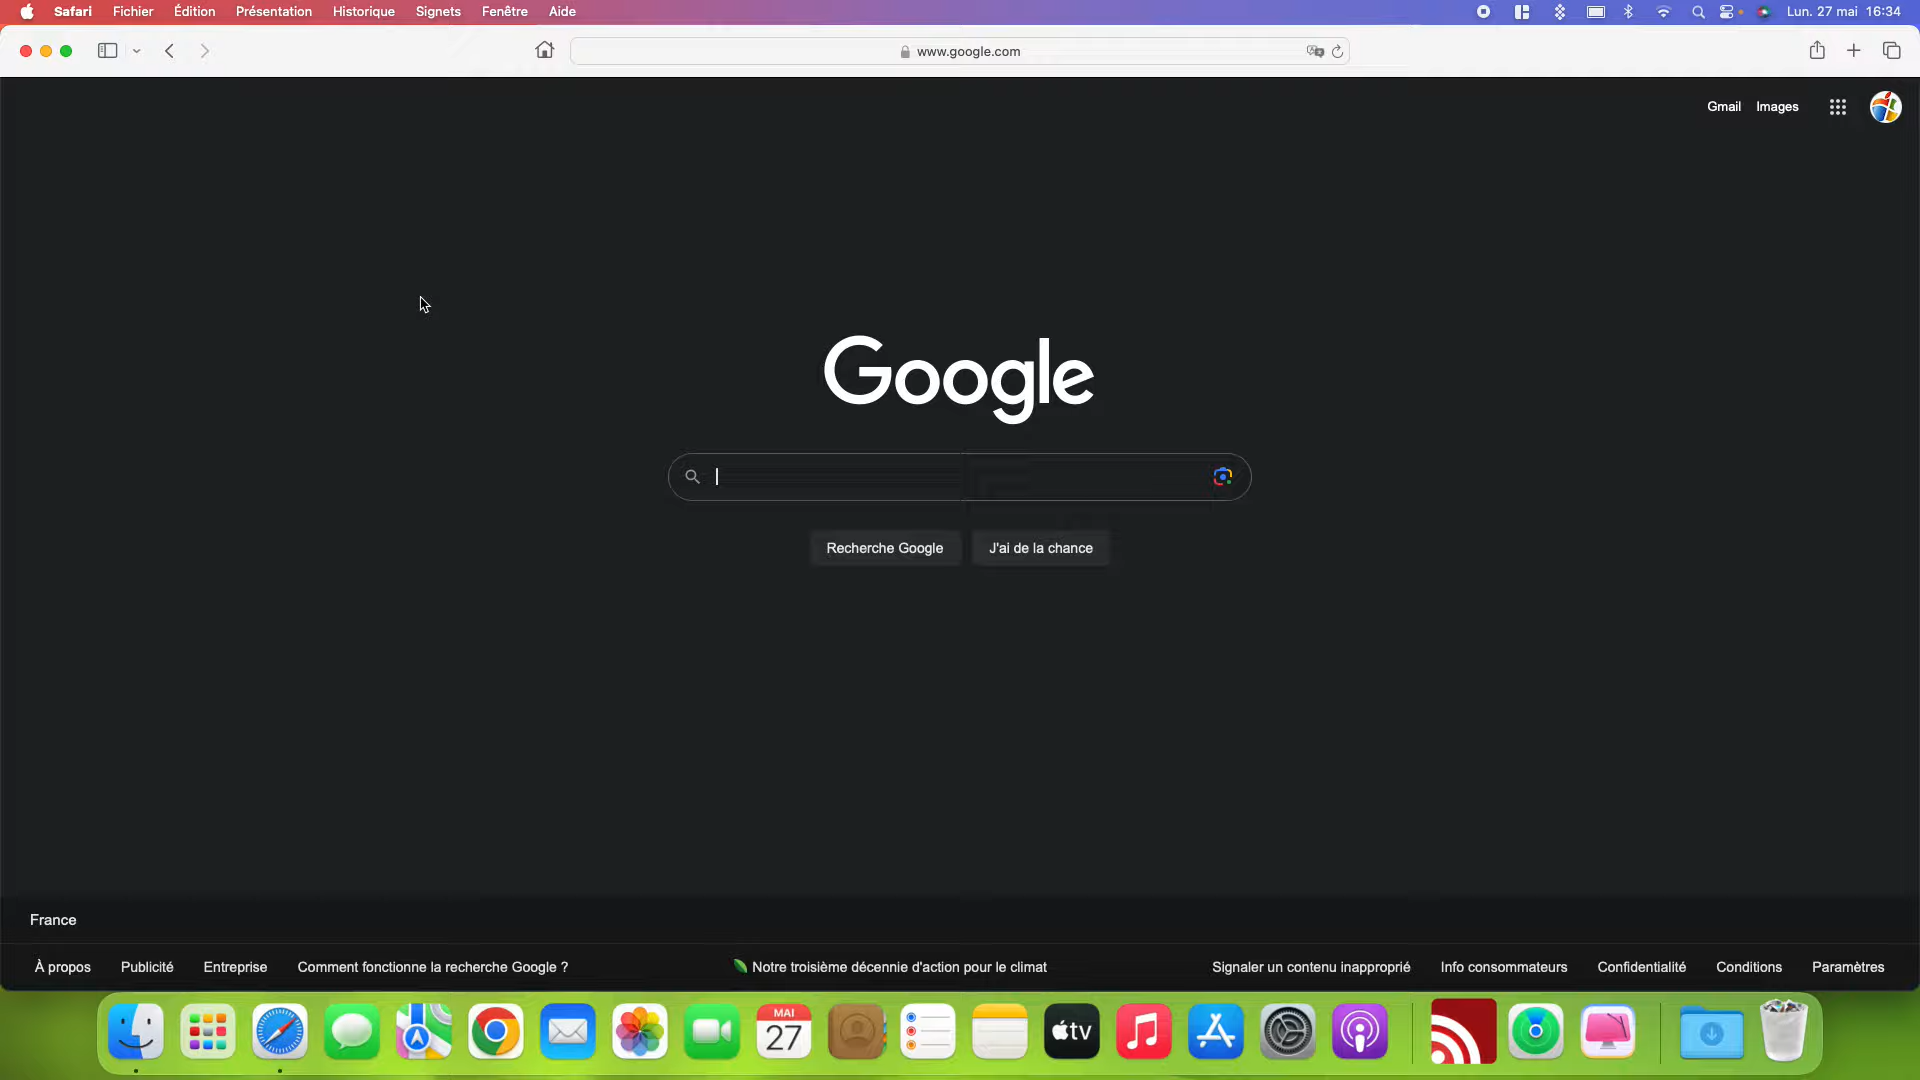 Safari Fichier Édition Présentation Historique Signets Fenêtre Aide Lun. 27 mai 16:34
www.google.com
Gmail Images
Google
Recherche Google J'ai de la chance
France
À propos Publicité Entreprise Comment fonctionne la recherche Google ? Notre troisième décennie d'action pour le climat Signaler un contenu inapproprié Info consommateurs Confidentialité Conditions Paramètres
MAI
27
tv